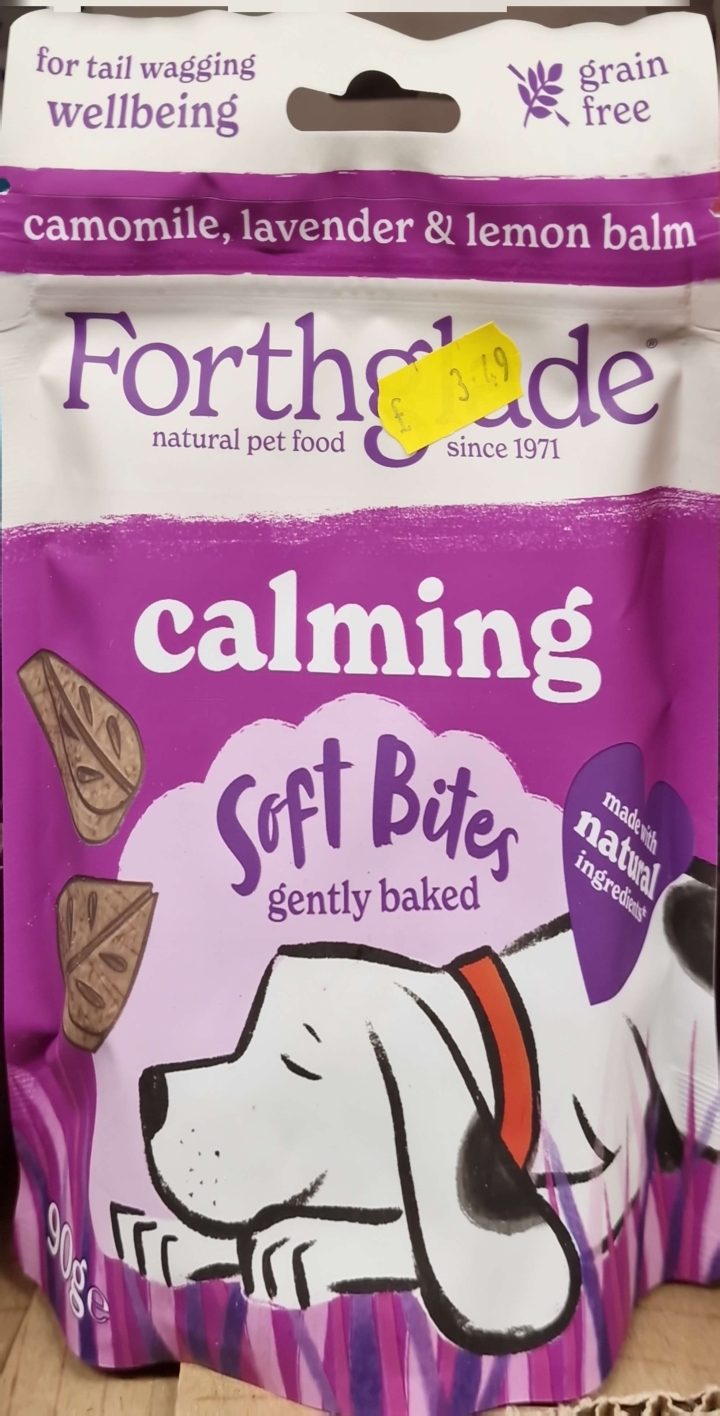 for tail wagging
wellbeing
grain
free
camomile, lavender & lemon balm
Forthglade®
£ 3.49
natural pet food
since 1971
calming
Soft Bites
gently baked
made with
natural
ingredients*
90g e